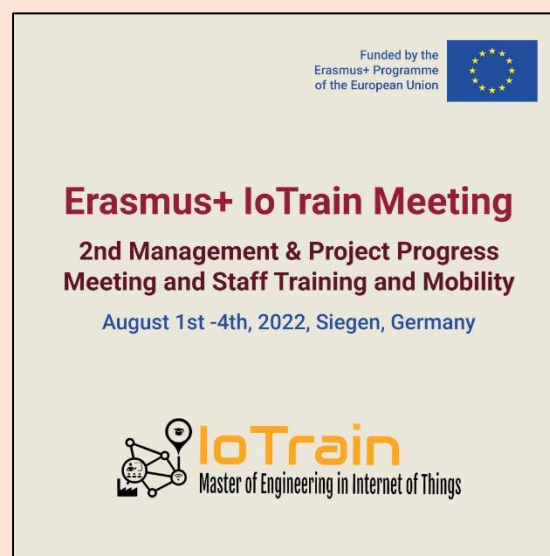 Funded by the
Erasmus+ Programme
of the European Union
Erasmus+ IoTrain Meeting
2nd Management & Project Progress
Meeting and Staff Training and Mobility
August 1st -4th, 2022, Siegen, Germany
IoTrain
Master of Engineering in Internet of Things